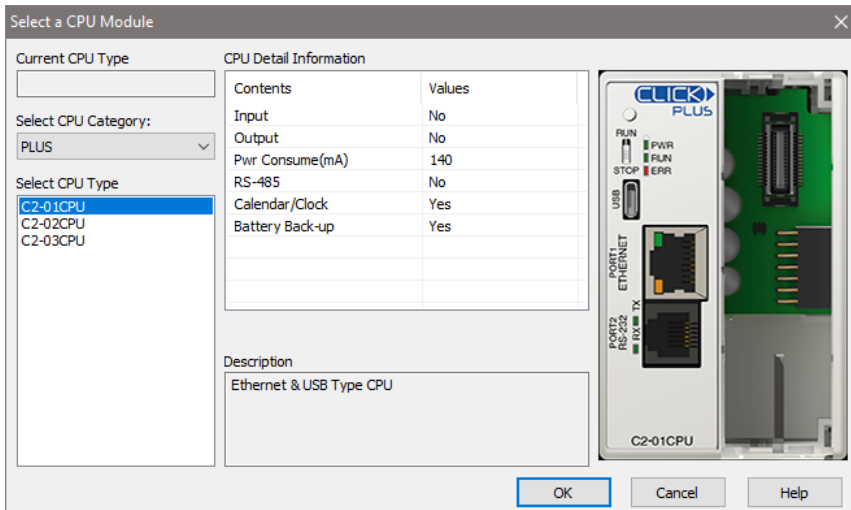 Select a CPU Module
Current CPU Type
Select CPU Category:
PLUS
Select CPU Type
C2-01CPU
C2-02CPU
C2-03CPU
CPU Detail Information
Contents Values
Input No
Output No
Pwr Consume(mA) 140
RS-485 No
Calendar/Clock Yes
Battery Back-up Yes
Description
Ethernet & USB Type CPU
CLICK
PLUS
RUN
PWR
RUN
STOP ERR
USB
PORT1
ETHERNET
PORT2
RS-232
RX TX
C2-01CPU
OK Cancel Help